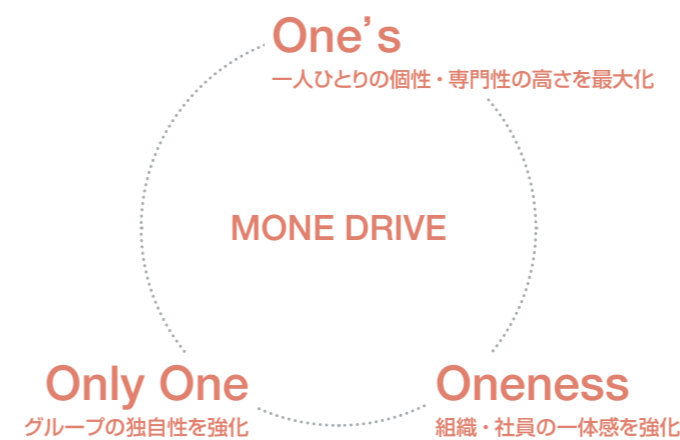 One’s
一人ひとりの個性・専門性の高さを最大化
MONE DRIVE
Only One
グループの独自性を強化
Oneness
組織・社員の一体感を強化